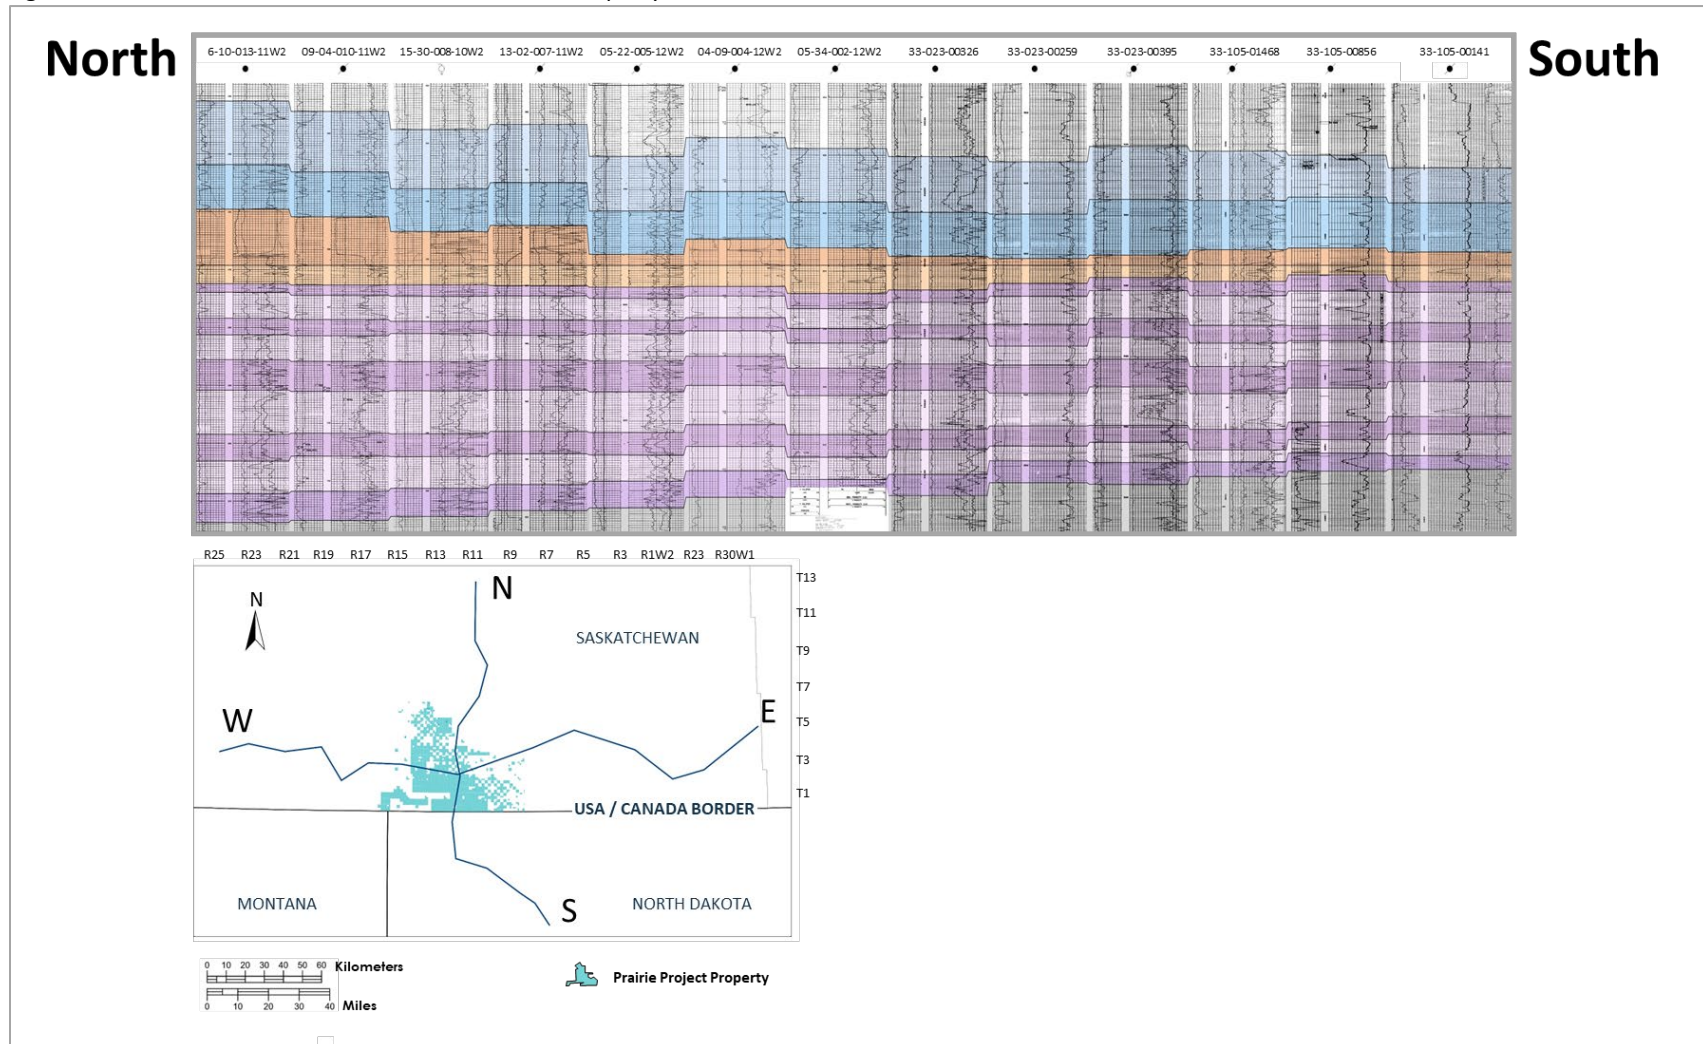 North
6-10-013-11W2 09-04-010-11W2 15-30-008-10W2 13-02-007-11W2 05-22-005-12W2 04-09-004-12W2 05-34-002-12W2 33-023-00326 33-023-00259 33-023-00395 33-105-01468 33-105-00856 33-105-00141
South
R25 R23 R21 R19 R17 R15 R13 R11 R9 R7 R5 R3 R1W2 R23 R30W1
T13
N
N
T11
SASKATCHEWAN
T9
T7
W
E
T5
T3
T1
USA / CANADA BORDER
MONTANA
S
NORTH DAKOTA
0 10 20 30 40 50 60 Kilometers
0 10 20 30 40 Miles
Prairie Project Property